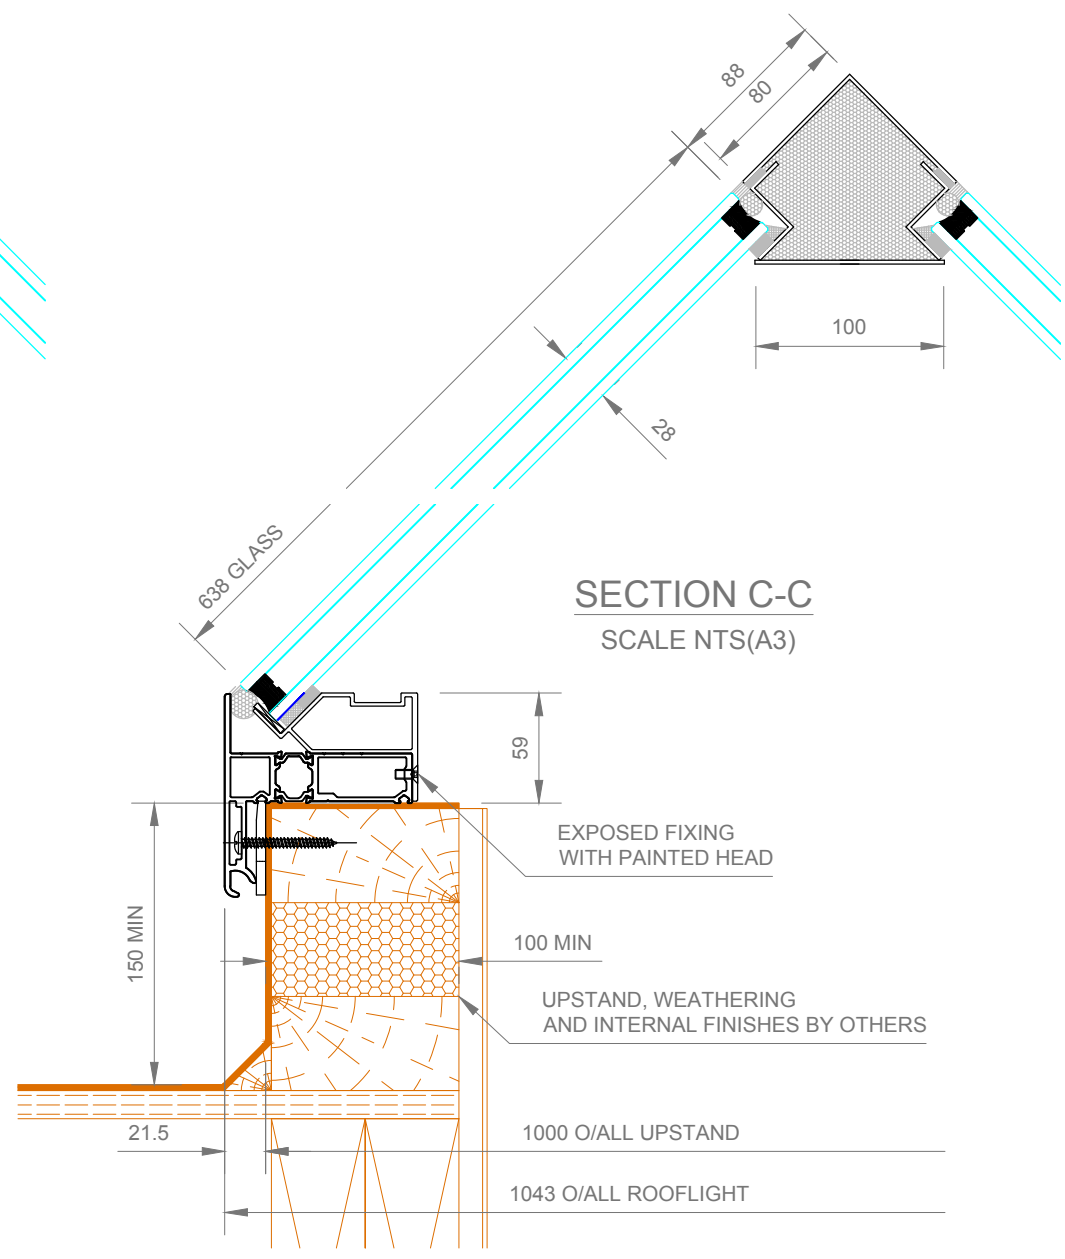 88
80
100
28
638 GLASS
SECTION C-C
SCALE NTS(A3)
59
EXPOSED FIXING
WITH PAINTED HEAD
150 MIN
100 MIN
UPSTAND, WEATHERING
AND INTERNAL FINISHES BY OTHERS
21.5
1000 O/ALL UPSTAND
1043 O/ALL ROOFLIGHT